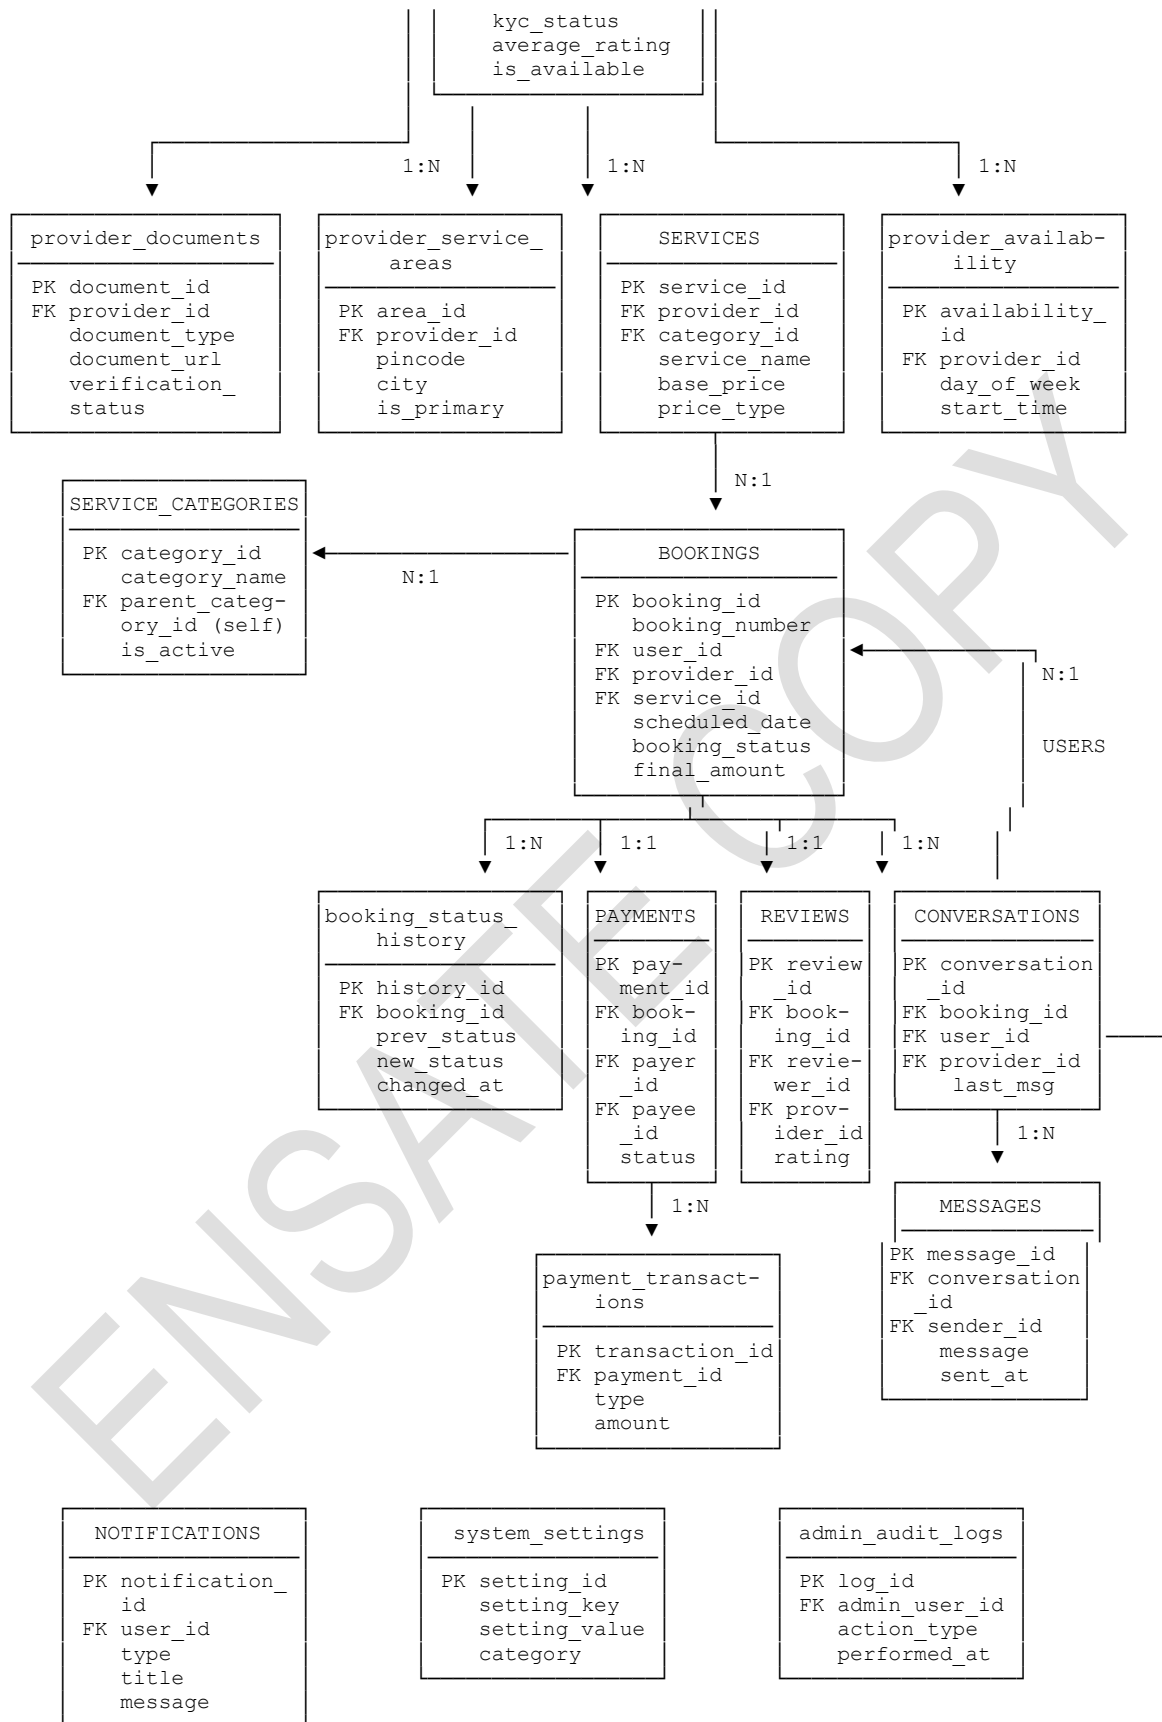 kyc_status
average_rating
is_available
1:N
1:N
1:N
provider_documents
PK document_id
FK provider_id
document_type
document_url
verification_
status
provider_service_
areas
PK area_id
FK provider_id
pincode
city
is_primary
SERVICES
PK service_id
FK provider_id
FK category_id
service_name
base_price
price_type
provider_availab-
ility
PK availability_
id
FK provider_id
day_of_week
start_time
N:1
SERVICE_CATEGORIES
PK category_id
category_name
FK parent_categ-
ory_id (self)
is_active
N:1
BOOKINGS
PK booking_id
booking_number
FK user_id
FK provider_id
FK service_id
scheduled_date
booking_status
final_amount
N:1
USERS
1:N
1:1
1:1
1:N
booking_status_
history
PK history_id
FK booking_id
prev_status
new_status
changed_at
PAYMENTS
PK pay-
ment_id
FK book-
ing_id
FK payer
_id
FK payee
_id
status
REVIEWS
PK review
_id
FK book-
ing_id
FK revie-
wer_id
FK prov-
ider_id
rating
CONVERSATIONS
PK conversation
_id
FK booking_id
FK user_id
FK provider_id
last_msg
1:N
1:N
payment_transact-
ions
PK transaction_id
FK payment_id
type
amount
MESSAGES
PK message_id
FK conversation
_id
FK sender_id
message
sent_at
NOTIFICATIONS
PK notification_
id
FK user_id
type
title
message
system_settings
PK setting_id
setting_key
setting_value
category
admin_audit_logs
PK log_id
FK admin_user_id
action_type
performed_at
ENSATE COPY